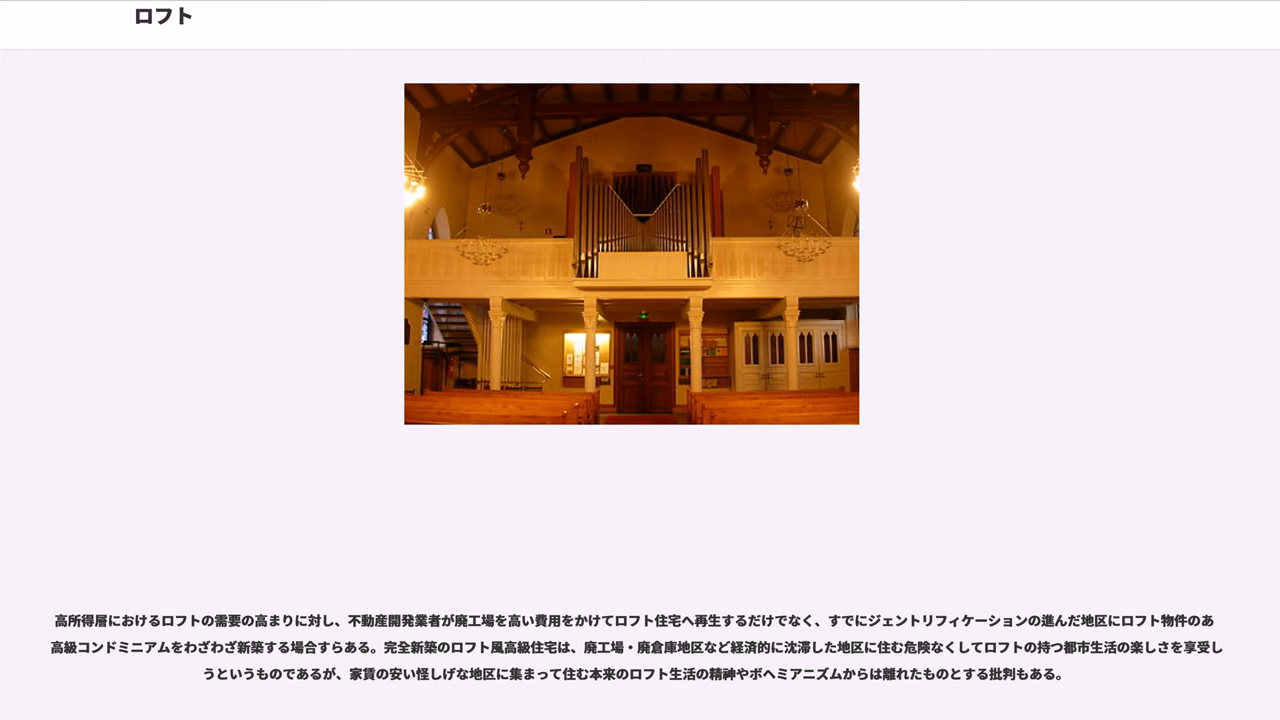 ロフト
高所得層におけるロフトの需要の高まりに対し、不動産開発業者が廃工場を高い費用をかけてロフト住宅へ再生するだけでなく、すでにジェントリフィケーションの進んだ地区にロフト物件のあ
高級コンドミニアムをわざわざ新築する場合すらある。完全新築のロフト風高級住宅は、廃工場・廃倉庫地区など経済的に沈滞した地区に住む危険なくしてロフトの持つ都市生活の楽しさを享受し
うというものであるが、家賃の安い怪しげな地区に集まって住む本来のロフト生活の精神やボヘミアニズムからは離れたものとする批判もある。